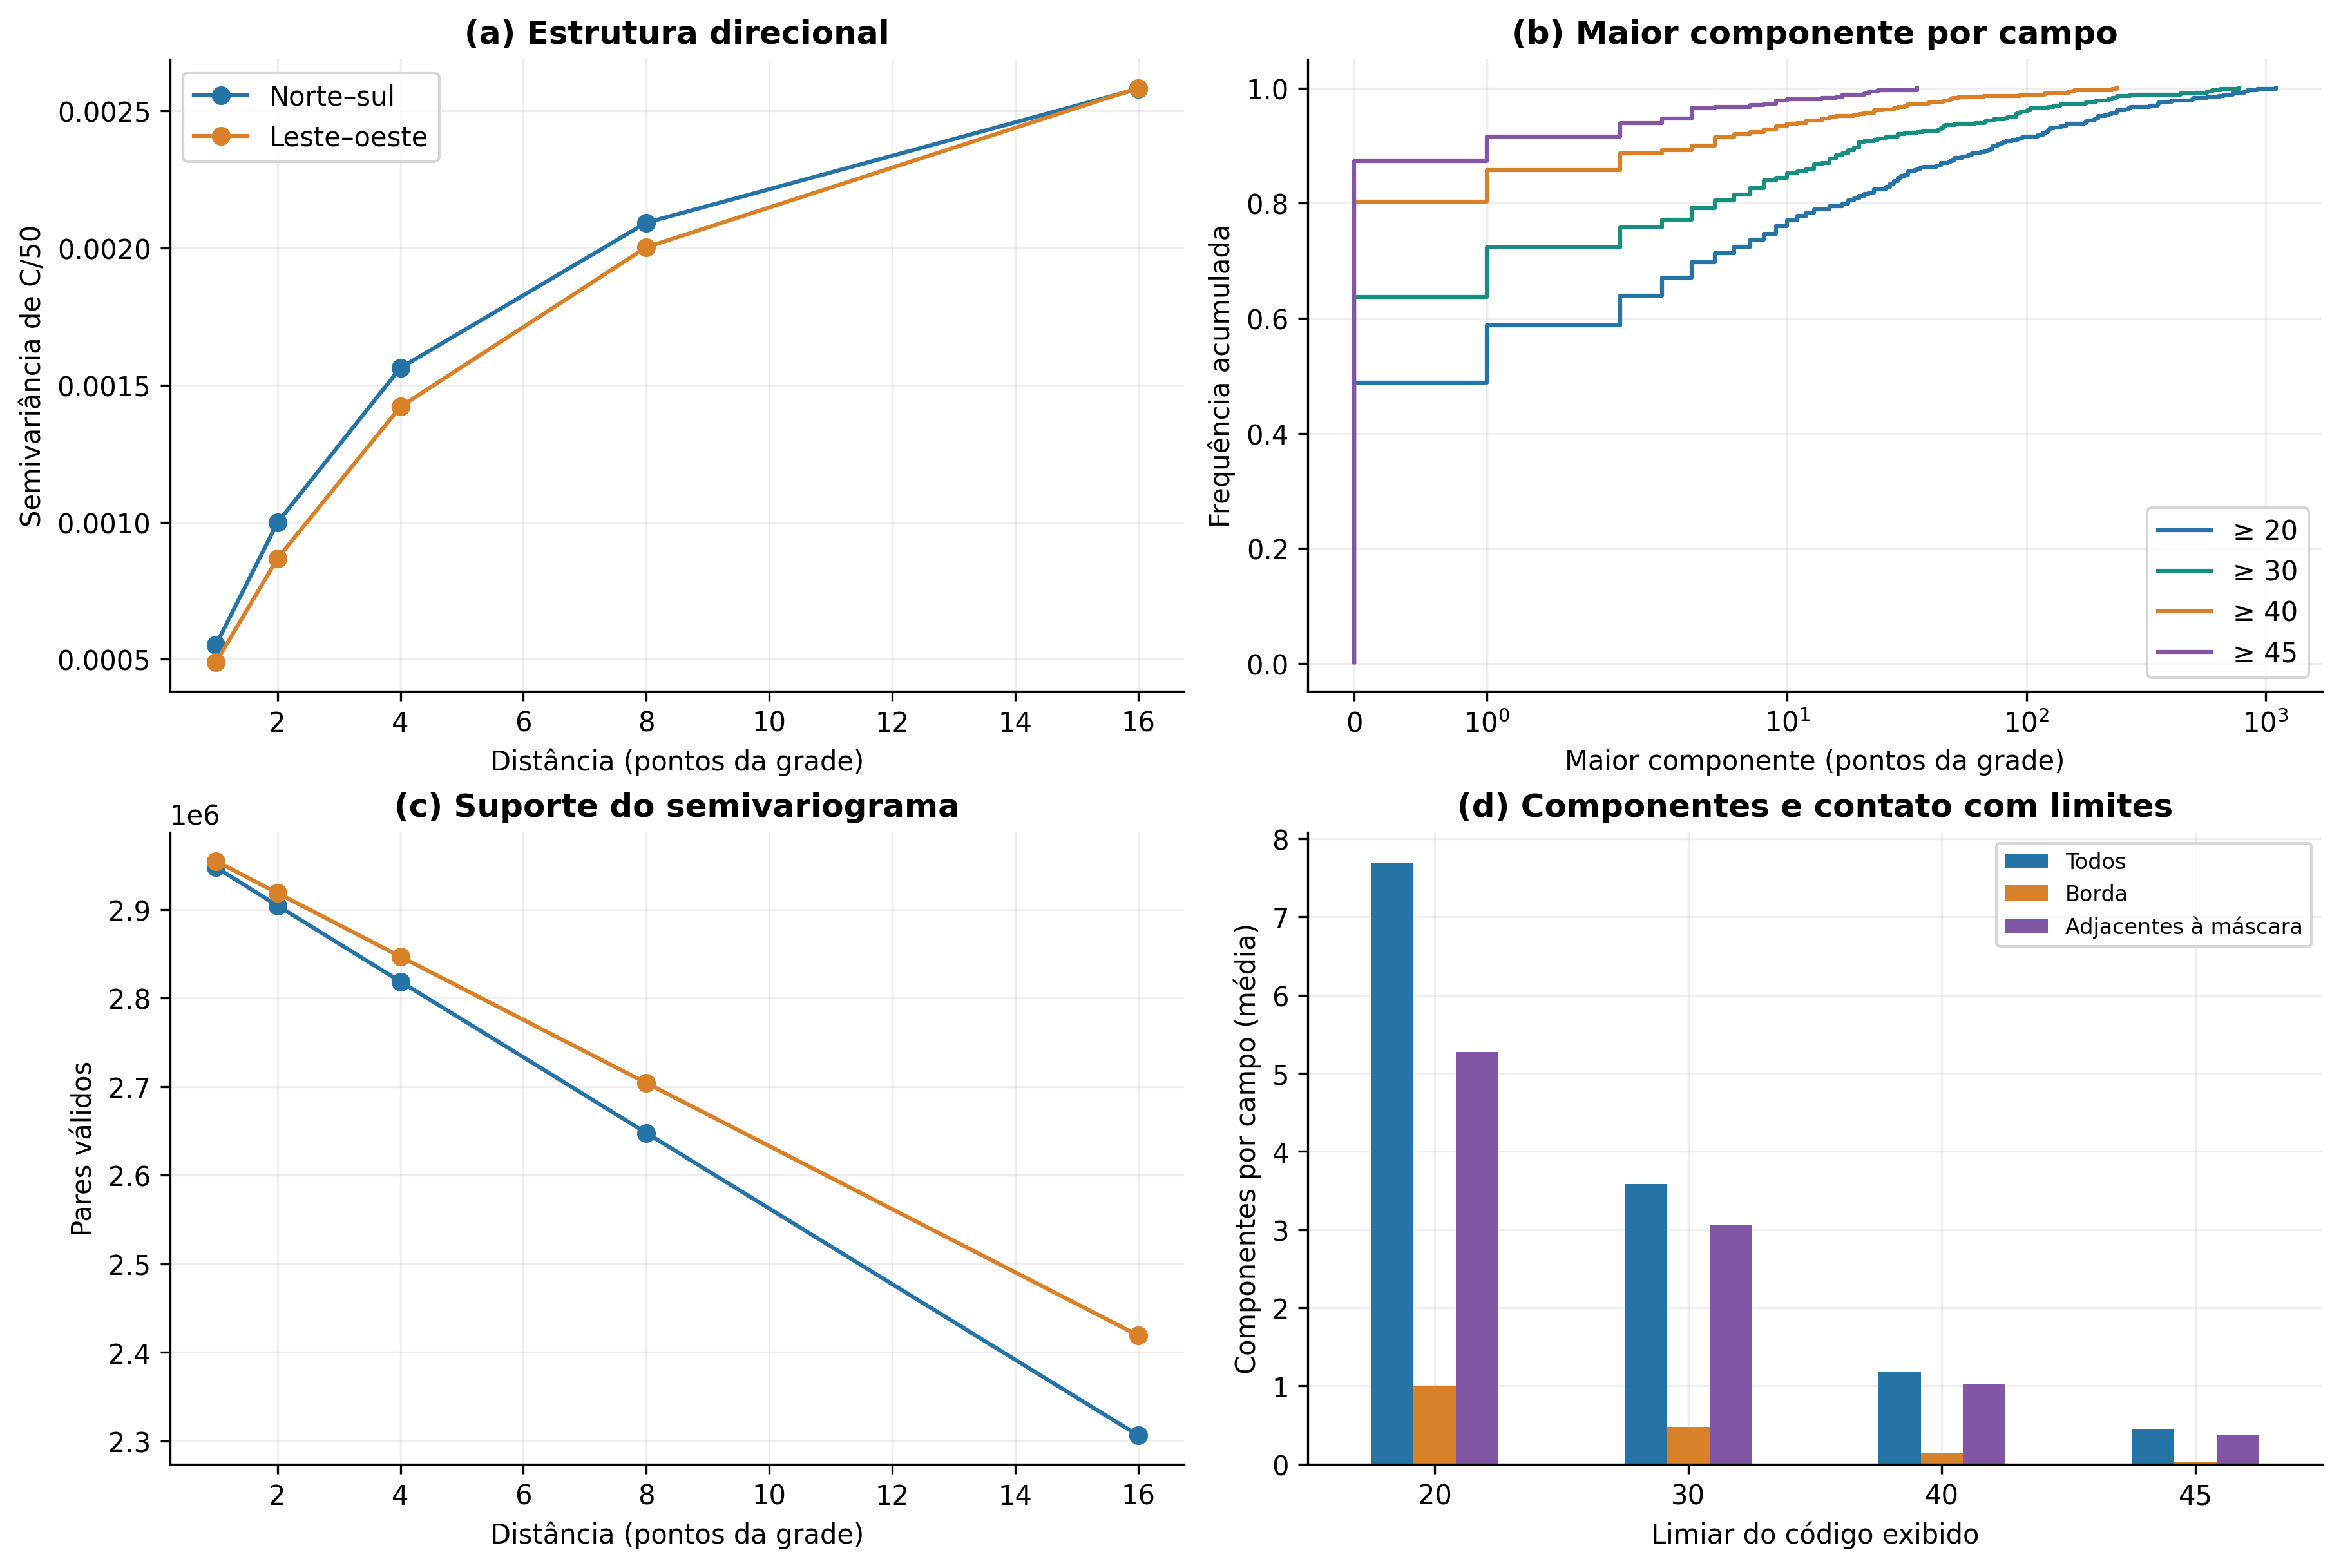 (a) Estrutura direcional
Norte–sul
Leste–oeste
Semivariância de C/50
0.0025
0.0020
0.0015
0.0010
0.0005
2 4 6 8 10 12 14 16
Distância (pontos da grade)
(b) Maior componente por campo
Frequência acumulada
1.0
0.8
0.6
0.4
0.2
0.0
≥ 20
≥ 30
≥ 40
≥ 45
0 10⁰ 10¹ 10² 10³
Maior componente (pontos da grade)
(c) Suporte do semivariograma
1e6
Pares válidos
2.9
2.8
2.7
2.6
2.5
2.4
2.3
2 4 6 8 10 12 14 16
Distância (pontos da grade)
(d) Componentes e contato com limites
Todos
Borda
Adjacentes à máscara
Componentes por campo (média)
8
7
6
5
4
3
2
1
0
20 30 40 45
Limiar do código exibido